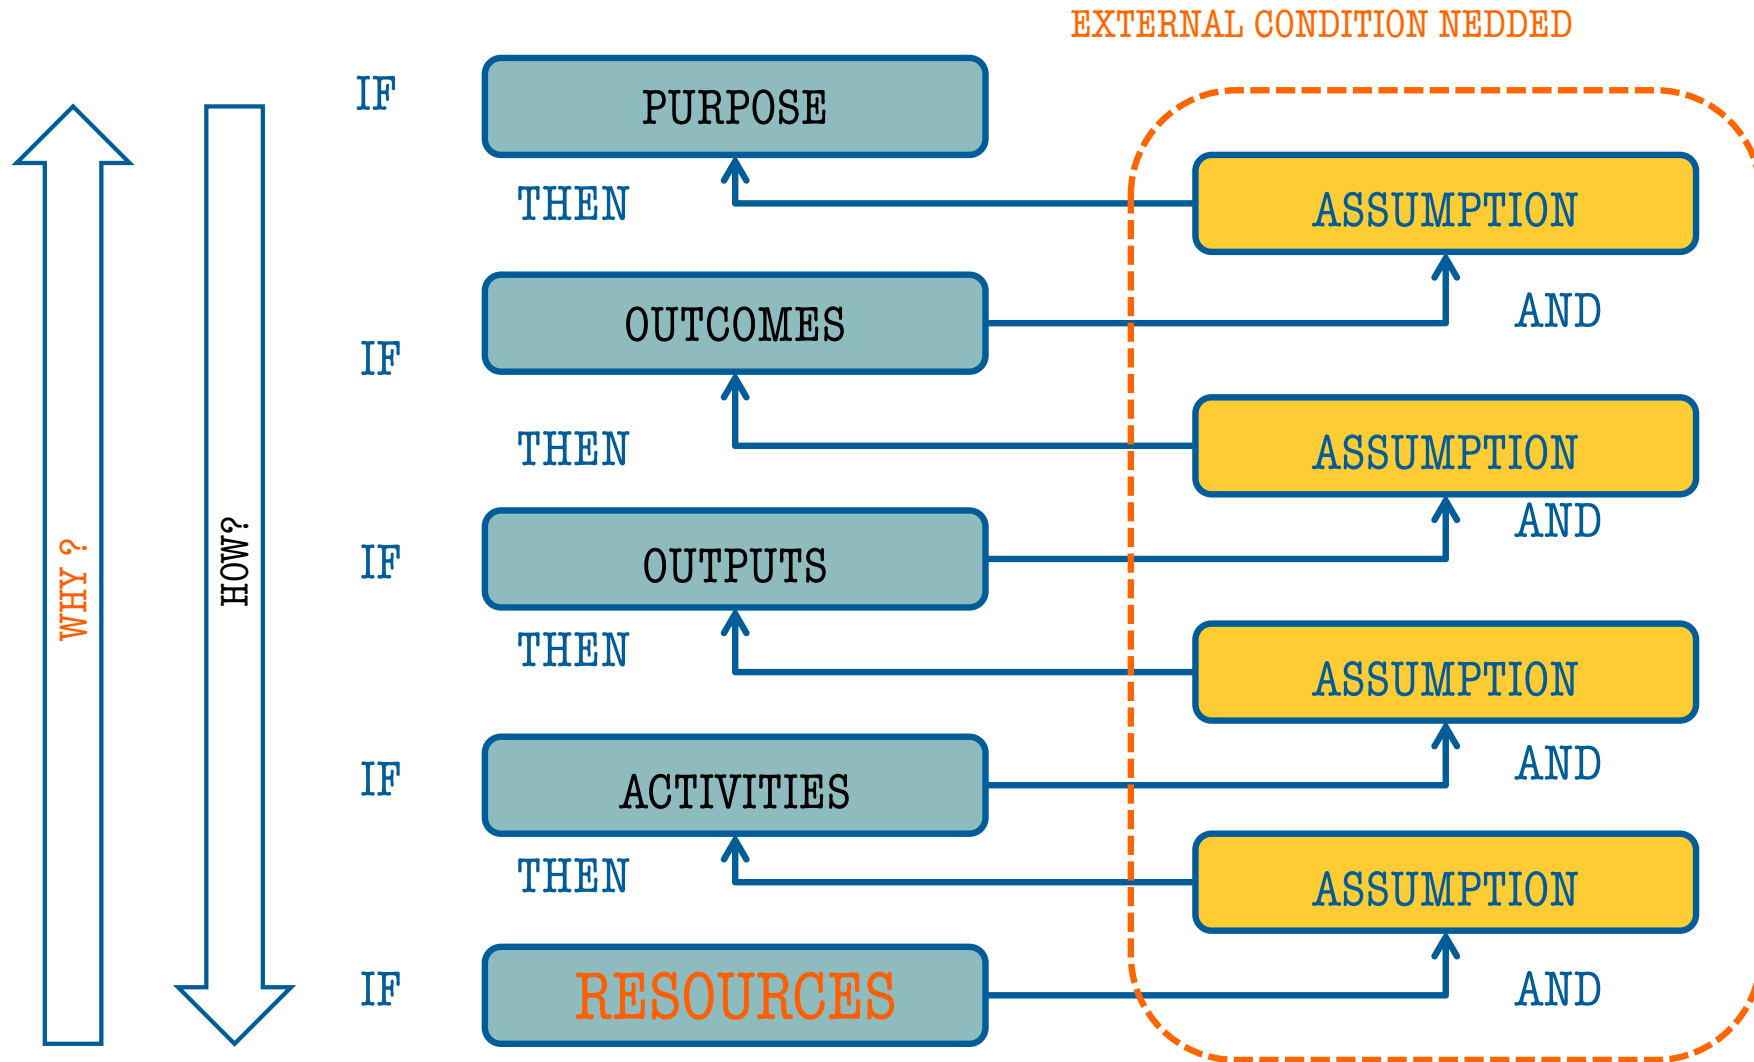 EXTERNAL CONDITION NEDDED
IF
PURPOSE
THEN
ASSUMPTION
AND
OUTCOMES
IF
THEN
ASSUMPTION
AND
IF
OUTPUTS
THEN
ASSUMPTION
AND
IF
ACTIVITIES
THEN
ASSUMPTION
AND
IF
RESOURCES
WHY ?
HOW?